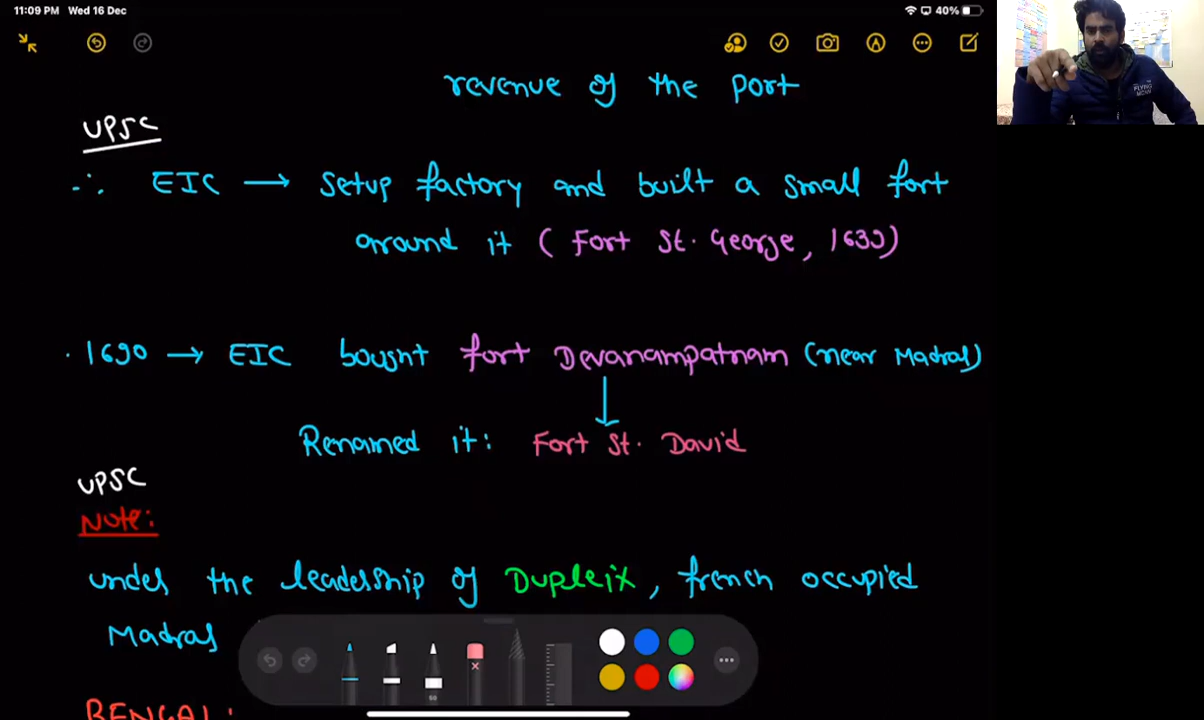 11:09 PM Wed 16 Dec 40%
revenue of the port
UPSC
∴ EIC → Setup factory and built a small fort
around it ( Fort St. George, 1639)
· 1690 → EIC bought fort Devanampatnam (near Madras)
↓
Renamed it: Fort St. David
UPSC
Note:
under the leadership of Dupleix, french occupied
Madras
BENGAL: